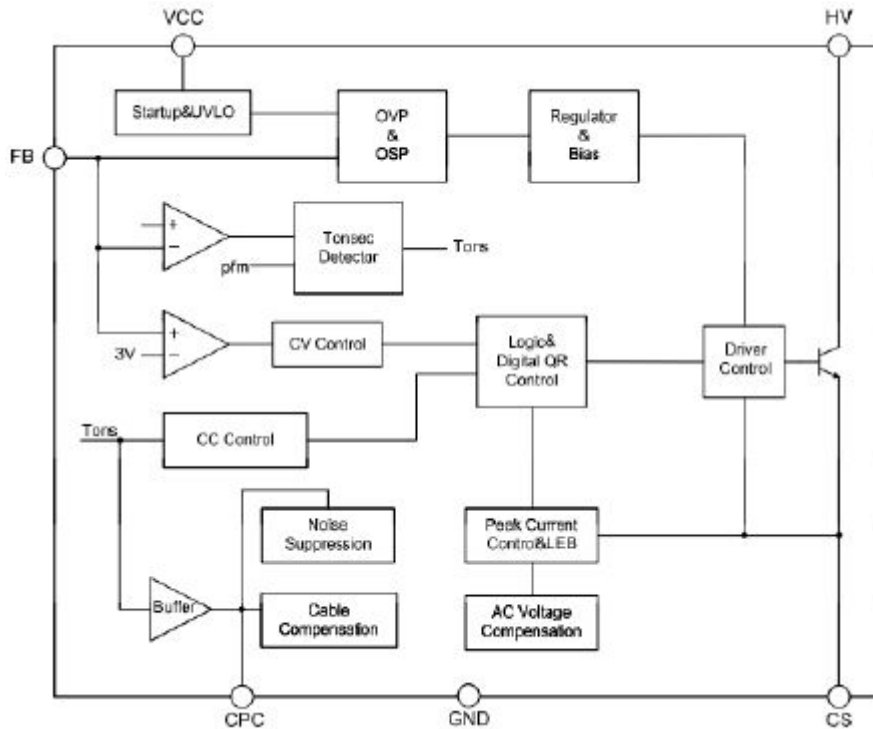 VCC
HV
Startup&UVLO
OVP
&
OSP
Regulator
&
Bias
FB
+
−
Tonsec
Detector
Tons
pfm
+
3V
−
CV Control
Logic&
Digital QR
Control
Driver
Control
Tons
CC Control
Noise
Suppression
Peak Current
Control&LEB
Buffer
Cable
Compensation
AC Voltage
Compensation
CPC
GND
CS